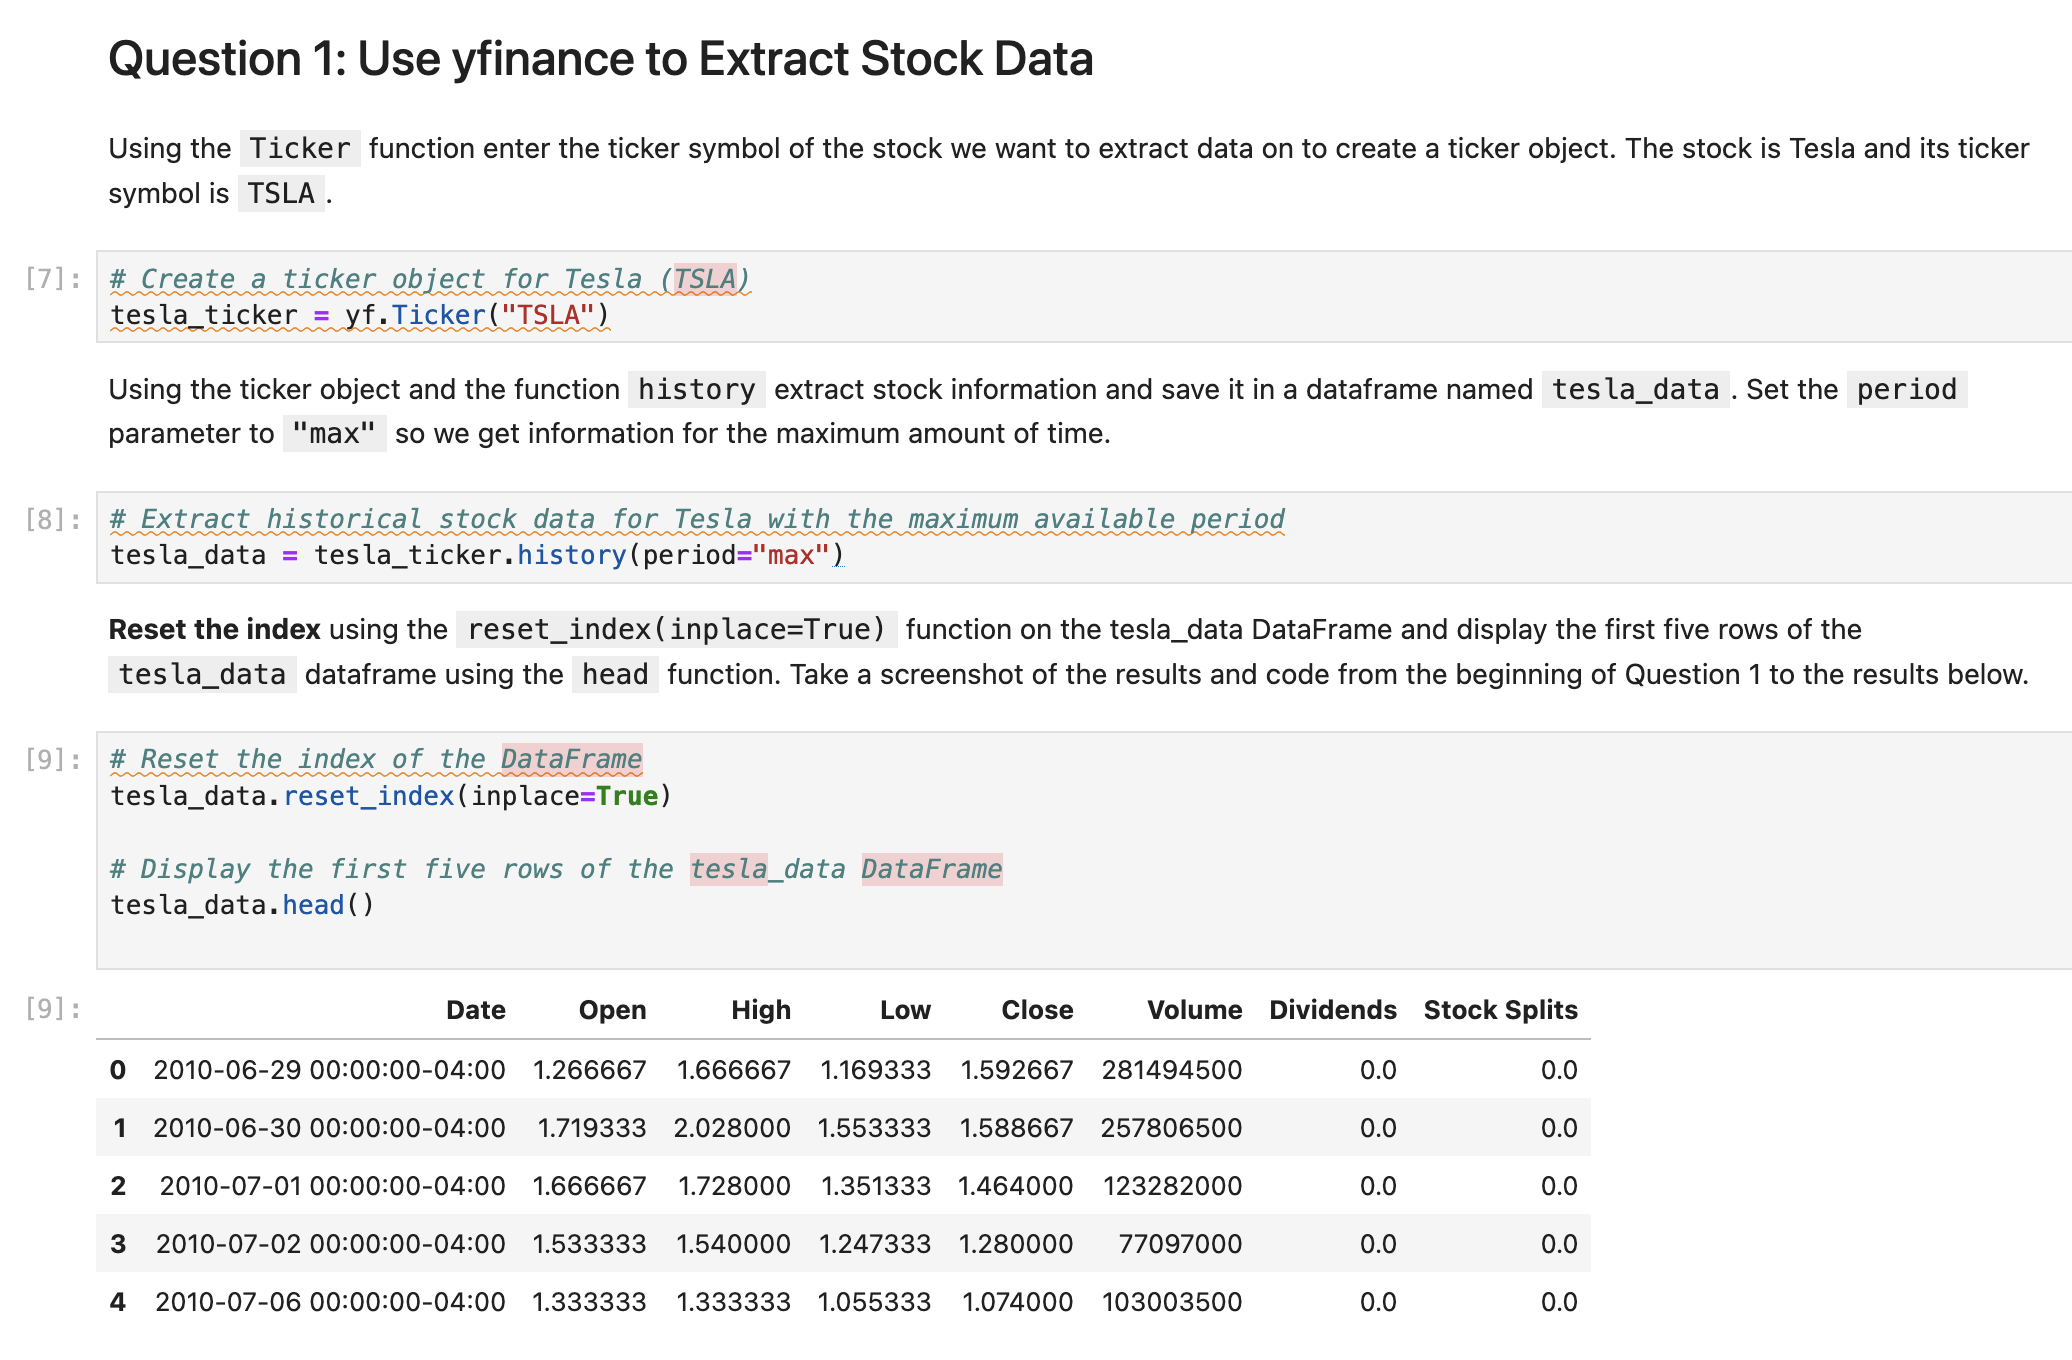 Question 1: Use yfinance to Extract Stock Data
Using the Ticker function enter the ticker symbol of the stock we want to extract data on to create a ticker object. The stock is Tesla and its ticker
symbol is TSLA .
[7]: # Create a ticker object for Tesla (TSLA)
tesla_ticker = yf.Ticker("TSLA")
Using the ticker object and the function history extract stock information and save it in a dataframe named tesla_data . Set the period
parameter to "max" so we get information for the maximum amount of time.
[8]: # Extract historical stock data for Tesla with the maximum available period
tesla_data = tesla_ticker.history(period="max")
Reset the index using the reset_index(inplace=True) function on the tesla_data DataFrame and display the first five rows of the
tesla_data dataframe using the head function. Take a screenshot of the results and code from the beginning of Question 1 to the results below.
[9]: # Reset the index of the DataFrame
tesla_data.reset_index(inplace=True)
# Display the first five rows of the tesla_data DataFrame
tesla_data.head()
[9]: Date Open High Low Close Volume Dividends Stock Splits
0 2010-06-29 00:00:00-04:00 1.266667 1.666667 1.169333 1.592667 281494500 0.0 0.0
1 2010-06-30 00:00:00-04:00 1.719333 2.028000 1.553333 1.588667 257806500 0.0 0.0
2 2010-07-01 00:00:00-04:00 1.666667 1.728000 1.351333 1.464000 123282000 0.0 0.0
3 2010-07-02 00:00:00-04:00 1.533333 1.540000 1.247333 1.280000 77097000 0.0 0.0
4 2010-07-06 00:00:00-04:00 1.333333 1.333333 1.055333 1.074000 103003500 0.0 0.0